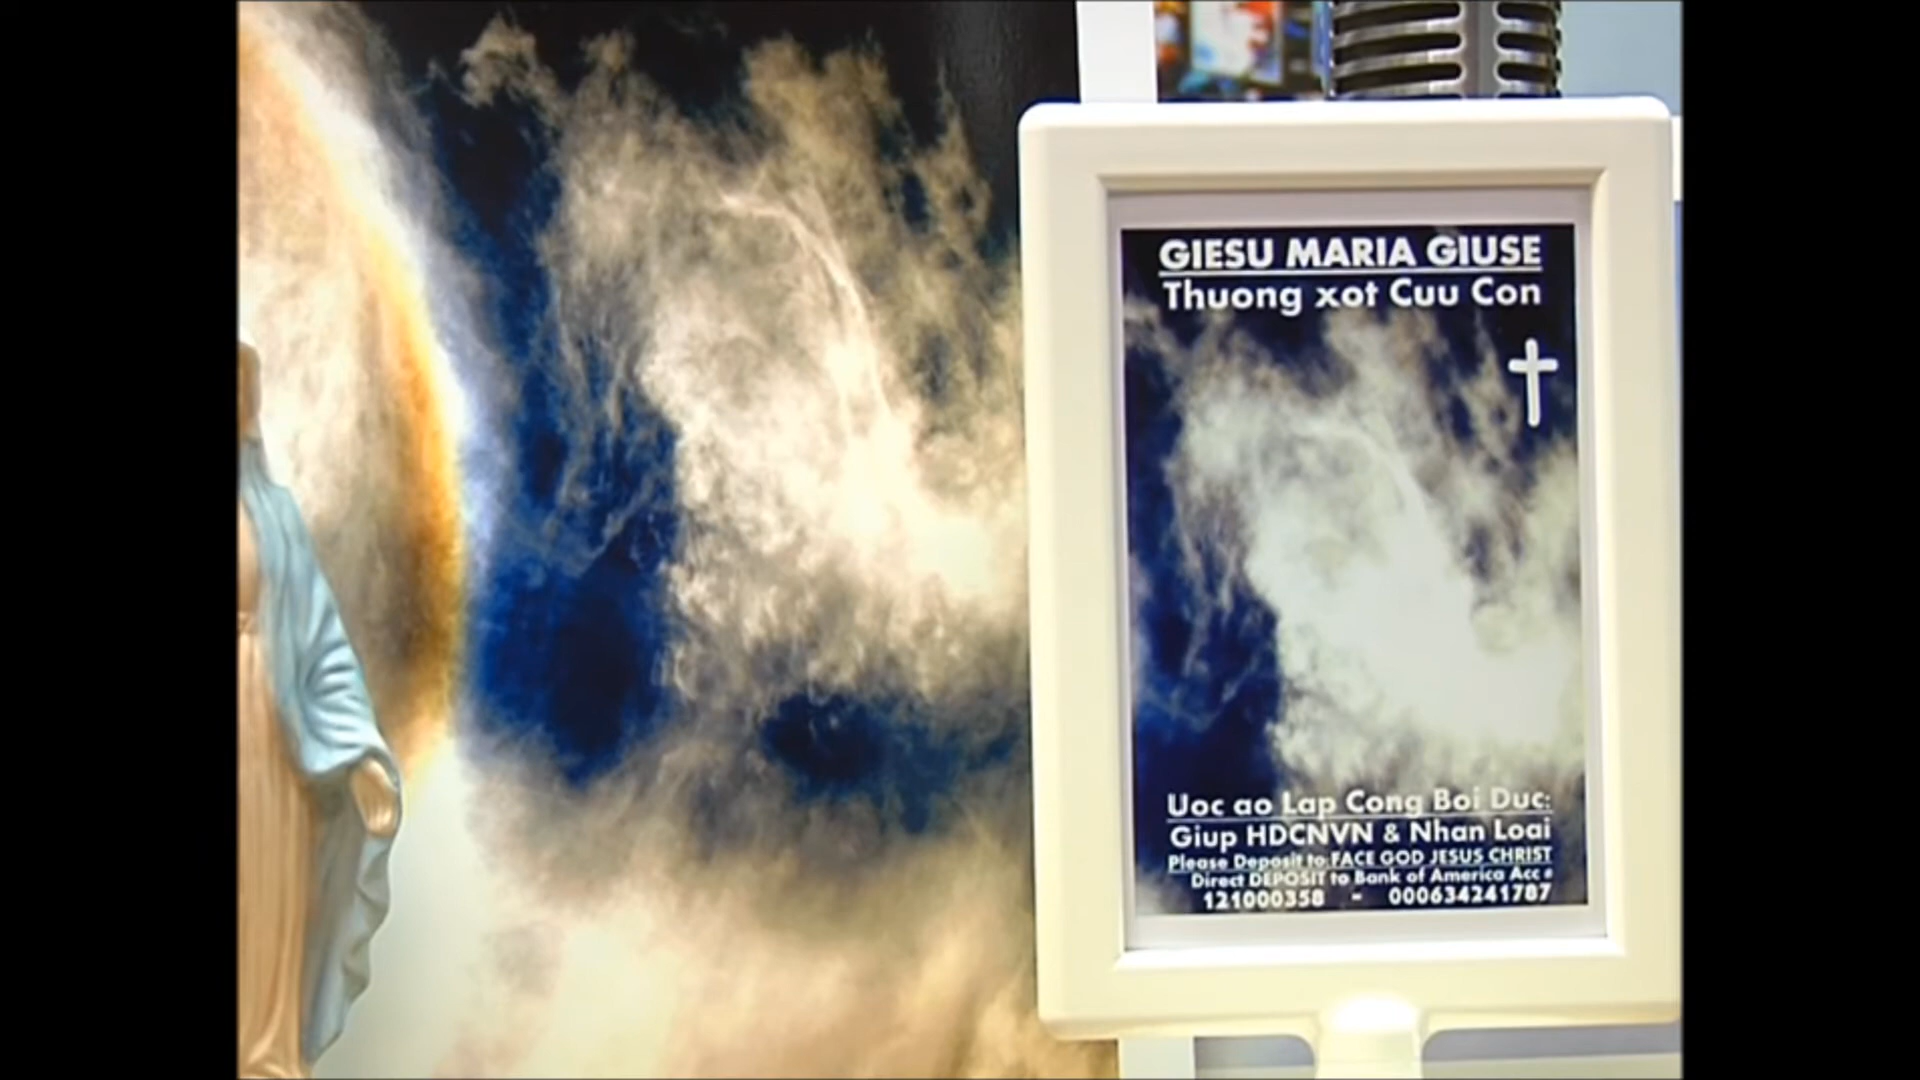 GIESU MARIA GIUSE
Thuong xot Cuu Con
Uoc ao Lap Cong Boi Duc:
Giup HDCNVN & Nhan Loai
Please Deposit to: FACE GOD JESUS CHRIST
Direct DEPOSIT to Bank of America Acc #
121000358 - 000634241787